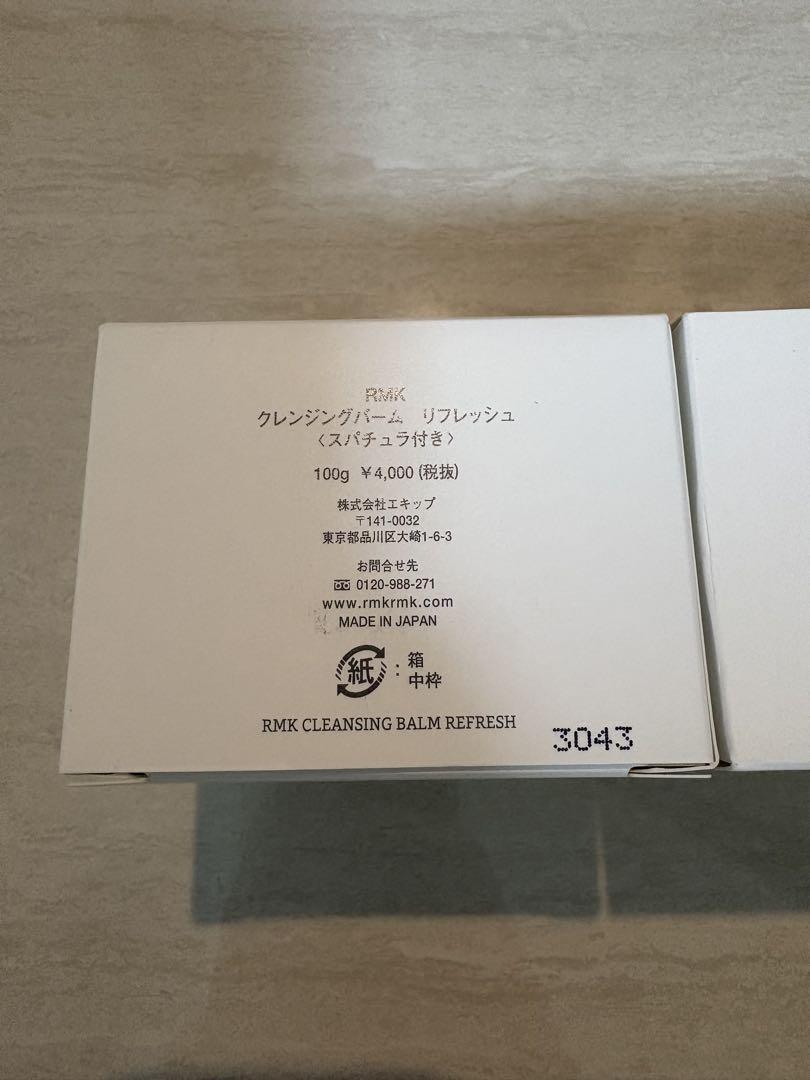 RMK
クレンジングバーム　リフレッシュ
〈スパチュラ付き〉
100g ￥4,000 (税抜)
株式会社エキップ
〒141-0032
東京都品川区大崎1-6-3
お問合せ先
0120-988-271
www.rmkrmk.com
MADE IN JAPAN
紙 : 箱
中枠
RMK CLEANSING BALM REFRESH
3043